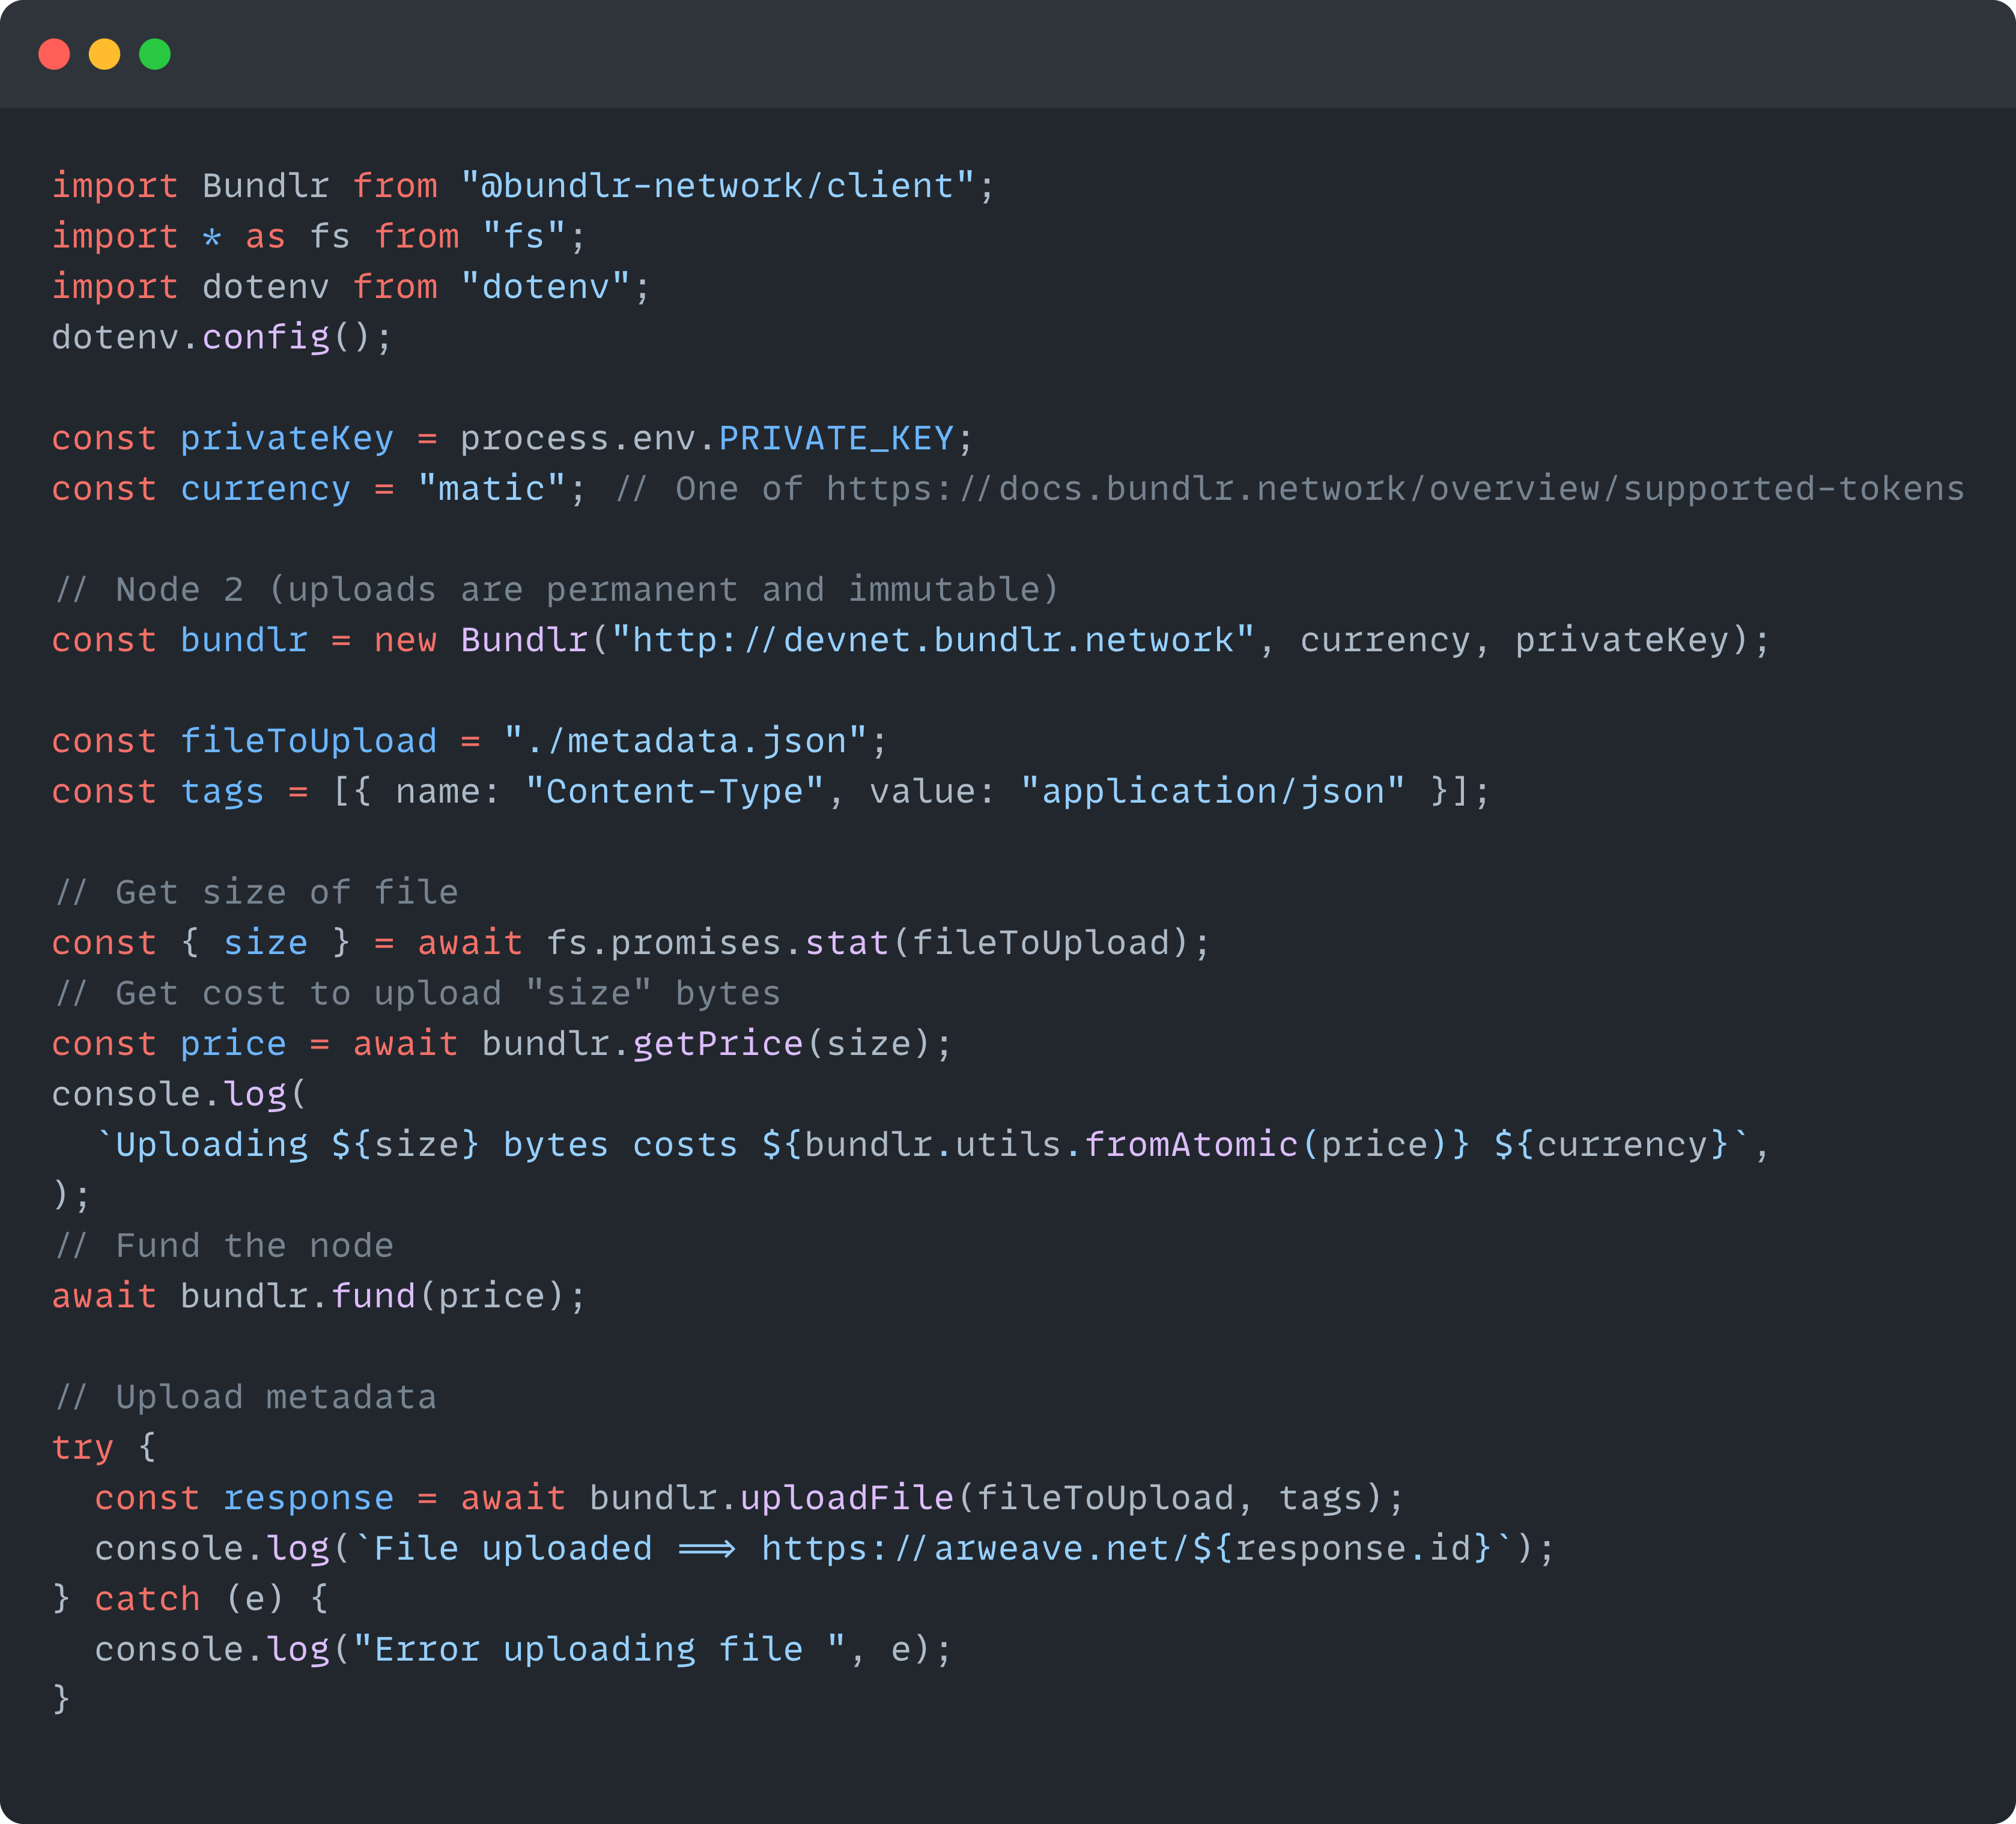 import Bundlr from "@bundlr-network/client";
import * as fs from "fs";
import dotenv from "dotenv";
dotenv.config();

const privateKey = process.env.PRIVATE_KEY;
const currency = "matic"; // One of https://docs.bundlr.network/overview/supported-tokens

// Node 2 (uploads are permanent and immutable)
const bundlr = new Bundlr("http://devnet.bundlr.network", currency, privateKey);

const fileToUpload = "./metadata.json";
const tags = [{ name: "Content-Type", value: "application/json" }];

// Get size of file
const { size } = await fs.promises.stat(fileToUpload);
// Get cost to upload "size" bytes
const price = await bundlr.getPrice(size);
console.log(
  `Uploading ${size} bytes costs ${bundlr.utils.fromAtomic(price)} ${currency}`,
);
// Fund the node
await bundlr.fund(price);

// Upload metadata
try {
  const response = await bundlr.uploadFile(fileToUpload, tags);
  console.log(`File uploaded ==> https://arweave.net/${response.id}`);
} catch (e) {
  console.log("Error uploading file ", e);
}